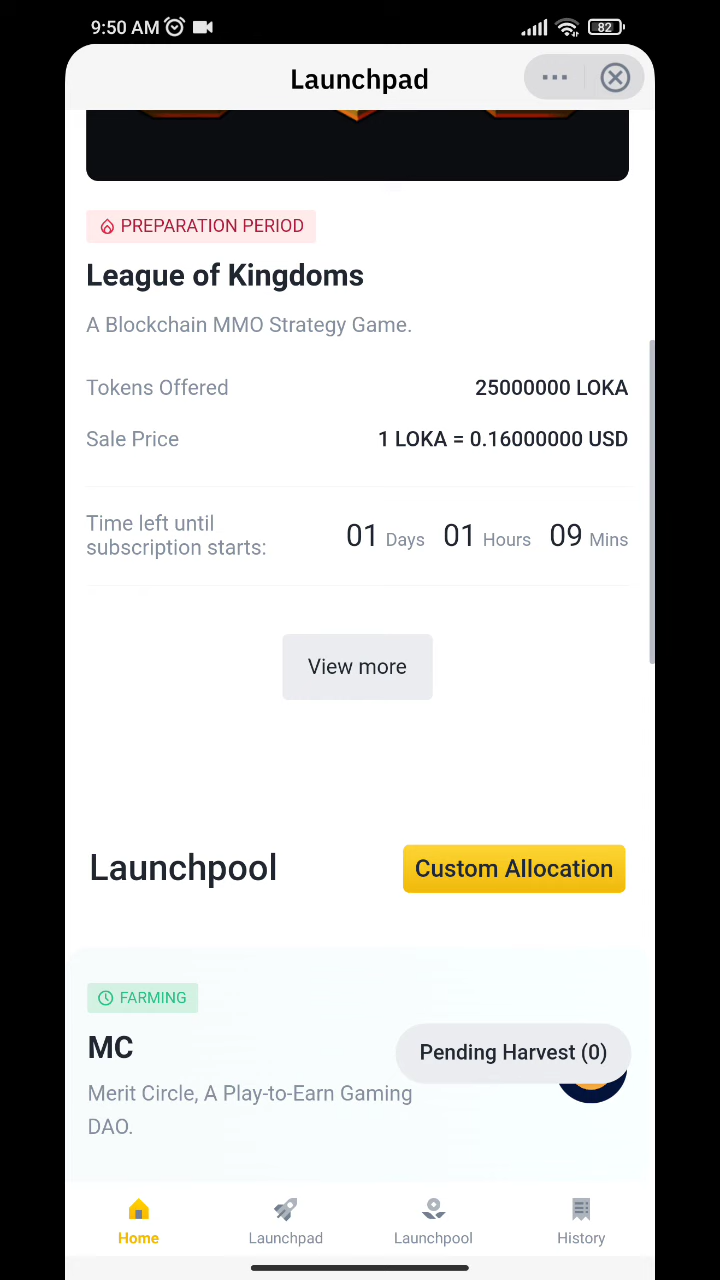 9:50 AM
82
Launchpad
PREPARATION PERIOD
League of Kingdoms
A Blockchain MMO Strategy Game.
Tokens Offered 25000000 LOKA
Sale Price 1 LOKA = 0.16000000 USD
Time left until
subscription starts: 01 Days 01 Hours 09 Mins
View more
Launchpool Custom Allocation
FARMING
MC
Pending Harvest (0)
Merit Circle, A Play-to-Earn Gaming
DAO.
Home Launchpad Launchpool History